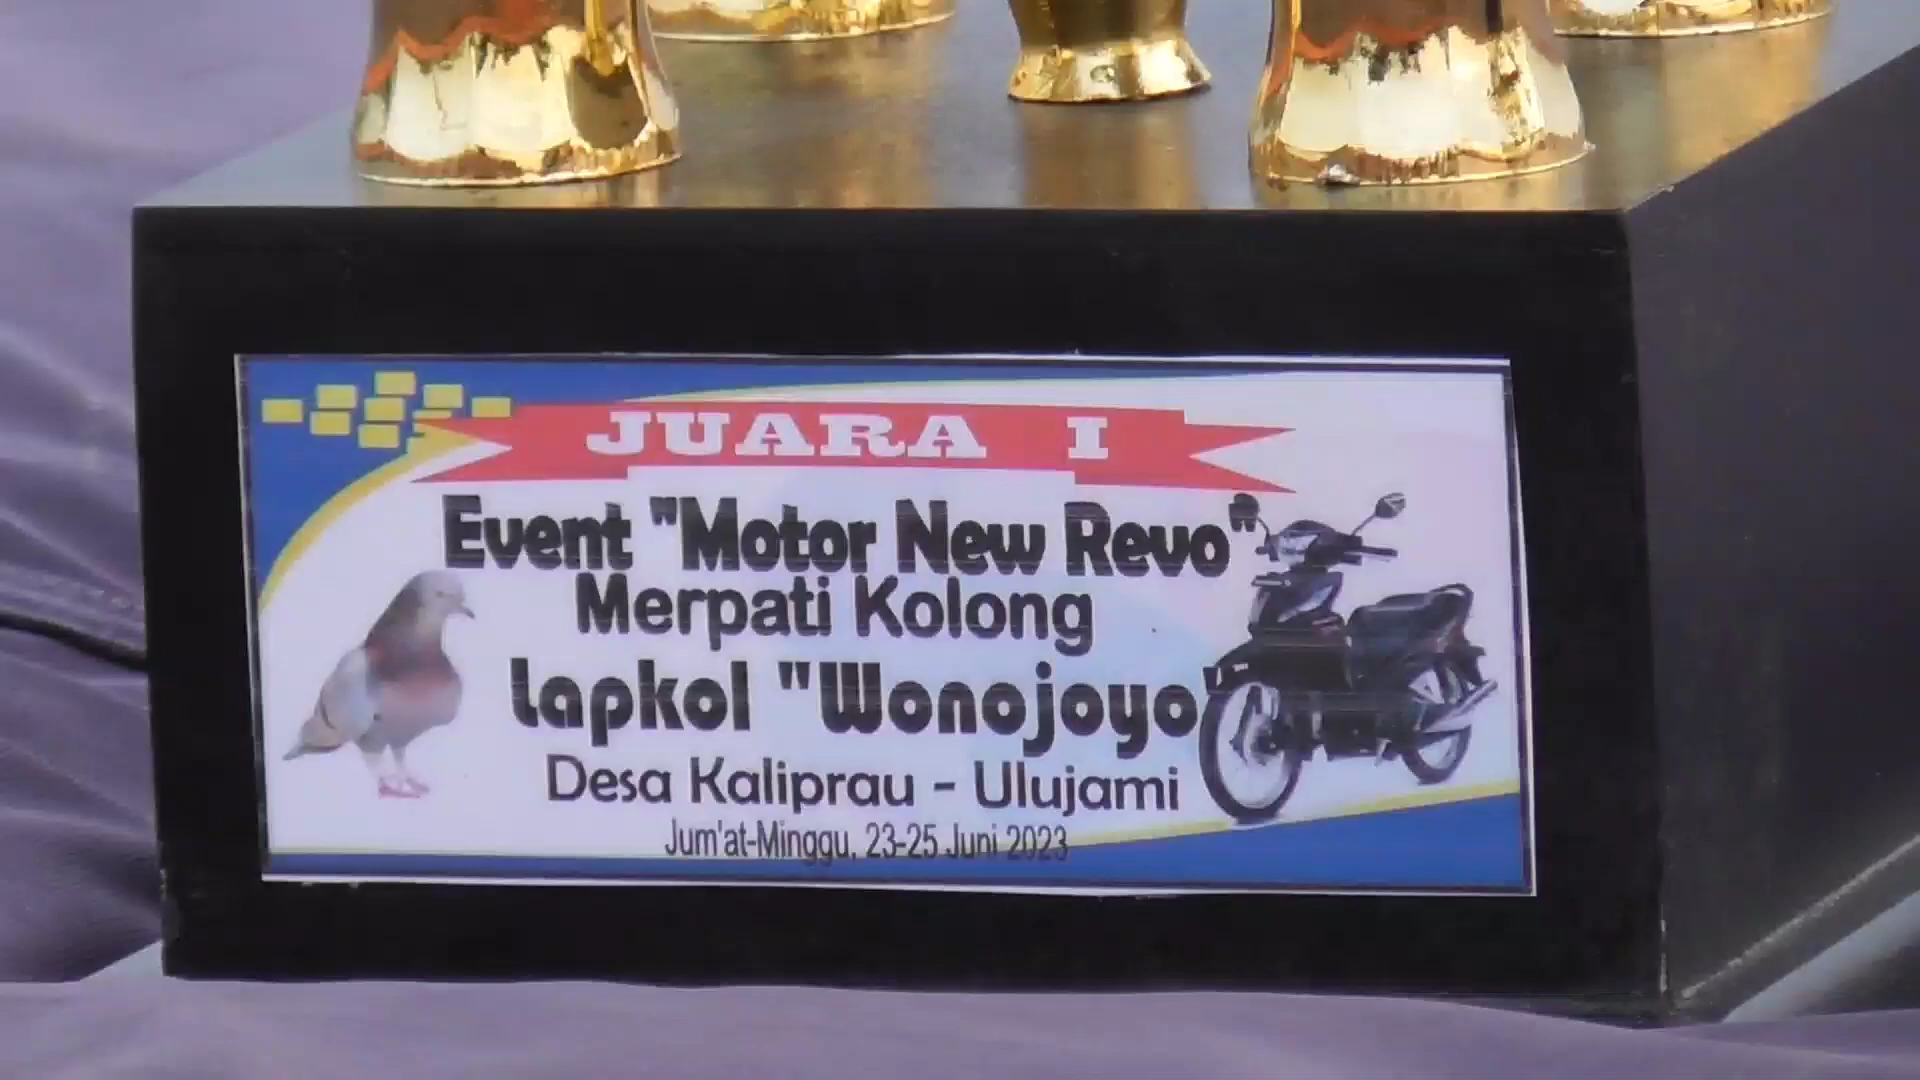 JUARA I
Event "Motor New Revo"
Merpati Kolong
Lapkol "Wonojoyo"
Desa Kaliprau - Ulujami
Jum'at-Minggu, 23-25 Juni 2023